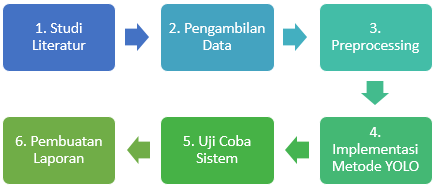 1. Studi
Literatur
2. Pengambilan
Data
3.
Preprocessing
4.
Implementasi
Metode YOLO
5. Uji Coba
Sistem
6. Pembuatan
Laporan